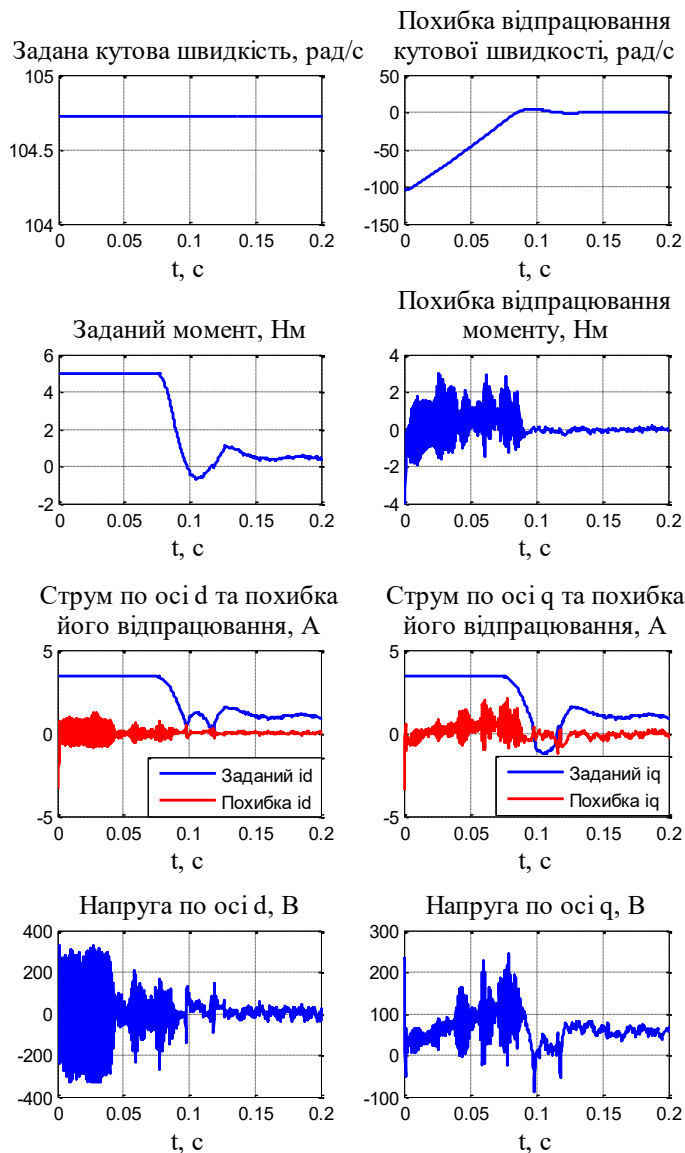 Задана кутова швидкість, рад/с
105
104.5
104
0 0.05 0.1 0.15 0.2
t, с
Похибка відпрацювання
кутової швидкості, рад/с
50
0
-50
-100
-150
0 0.05 0.1 0.15 0.2
t, с
Заданий момент, Нм
6
4
2
0
-2
0 0.05 0.1 0.15 0.2
t, с
Похибка відпрацювання
моменту, Нм
4
2
0
-2
-4
0 0.05 0.1 0.15 0.2
t, с
Струм по осі d та похибка
його відпрацювання, А
5
0
-5
Заданий id
Похибка id
0 0.05 0.1 0.15 0.2
t, с
Струм по осі q та похибка
його відпрацювання, А
5
0
-5
Заданий iq
Похибка iq
0 0.05 0.1 0.15 0.2
t, с
Напруга по осі d, В
400
200
0
-200
-400
0 0.05 0.1 0.15 0.2
t, с
Напруга по осі q, В
300
200
100
0
-100
0 0.05 0.1 0.15 0.2
t, с